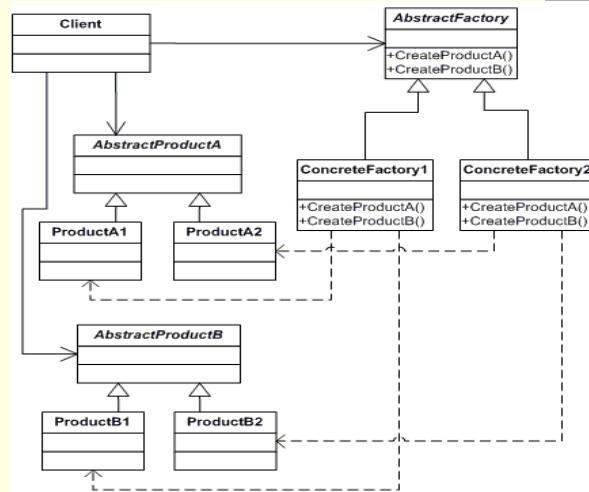 Client
AbstractFactory
+CreateProductA()
+CreateProductB()
AbstractProductA
ConcreteFactory1
+CreateProductA()
+CreateProductB()
ConcreteFactory2
+CreateProductA()
+CreateProductB()
ProductA1
ProductA2
AbstractProductB
ProductB1
ProductB2